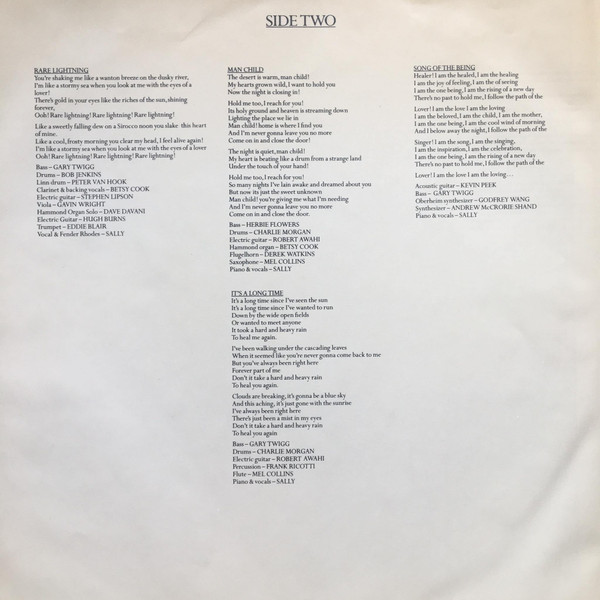 SIDE TWO
RARE LIGHTNING
You're shaking me like a wanton breeze on the dusky river,
I'm like a stormy sea when you look at me with the eyes of a
lover!
There's gold in your eyes like the riches of the sun, shining
forever,
Ooh! Rare lightning! Rare lightning! Rare lightning!
Like a sweetly falling dew on a Sirocco noon you slake this heart
of mine.
Like a cool, frosty morning you clear my head, I feel alive again!
I'm like a stormy sea when you look at me with the eyes of a lover
Ooh! Rare lightning! Rare lightning! Rare lightning!
Bass – GARY TWIGG
Drums – BOB JENKINS
Linn drum – PETER VAN HOOK
Clarinet & backing vocals – BETSY COOK
Electric guitar – STEPHEN LIPSON
Viola – GAVIN WRIGHT
Hammond Organ Solo – DAVE DAVANI
Electric Guitar – HUGH BURNS
Trumpet – EDDIE BLAIR
Vocal & Fender Rhodes – SALLY
MAN CHILD
The desert is warm, man child!
My hearts grown wild, I want to hold you
Now the night is closing in!
Hold me too, I reach for you!
Its holy ground and heaven is streaming down
Lighting the place we lie in
Man child! home is where I find you
And I'm never gonna leave you no more
Come on in and close the door!
The night is quiet, man child!
My heart is beating like a drum from a strange land
Under the touch of your hand!
Hold me too, I reach for you!
So many nights I've lain awake and dreamed about you
But now its just the sweet unknown
Man child! you're giving me what I'm needing
And I'm never gonna leave you no more
Come on in and close the door.
Bass – HERBIE FLOWERS
Drums – CHARLIE MORGAN
Electric guitar – ROBERT AWAHI
Hammond organ – BETSY COOK
Flugelhorn – DEREK WATKINS
Saxophone – MEL COLLINS
Piano & vocals – SALLY
IT'S A LONG TIME
It's a long time since I've seen the sun
It's a long time since I've wanted to run
Down by the wide open fields
Or wanted to meet anyone
It took a hard and heavy rain
To heal me again.
I've been walking under the cascading leaves
When it seemed like you're never gonna come back to me
But you've always been right here
Forever part of me
Don't it take a hard and heavy rain
To heal you again.
Clouds are breaking, it's gonna be a blue sky
And this aching, it's just gone with the sunrise
I've always been right here
There's just been a mist in my eyes
Don't it take a hard and heavy rain
To heal you again
Bass – GARY TWIGG
Drums – CHARLIE MORGAN
Electric guitar – ROBERT AWAHI
Percussion – FRANK RICOTTI
Flute – MEL COLLINS
Piano & vocals – SALLY
SONG OF THE BEING
Healer! I am the healed, I am the healing
I am the joy of feeling, I am the of seeing
I am the one being, I am the rising of a new day
There's no past to hold me, I follow the path of the
Lover! I am the love I am the loving
I am the beloved, I am the child, I am the mother,
I am the one being, I am the cool wind of morning
And I below away the night, I follow the path of the
Singer! I am the song, I am the singing,
I am the inspiration, I am the celebration,
I am the one being, I am the rising of a new day
There's no past to hold me, I follow the path of the
Lover! I am the love I am the loving...
Acoustic guitar – KEVIN PEEK
Bass – GARY TWIGG
Oberheim synthesizer – GODFREY WANG
Synthesizer – ANDREW McCRORIE SHAND
Piano & vocals – SALLY